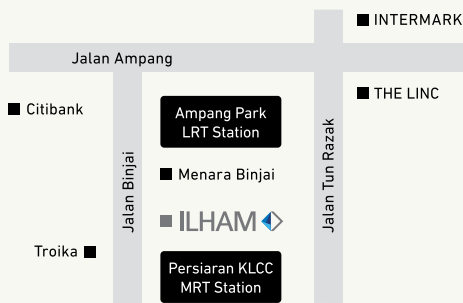 INTERMARK
Jalan Ampang
THE LINC
Citibank
Ampang Park
LRT Station
Jalan Binjai
Jalan Tun Razak
Menara Binjai
ILHAM
Troika
Persiaran KLCC
MRT Station